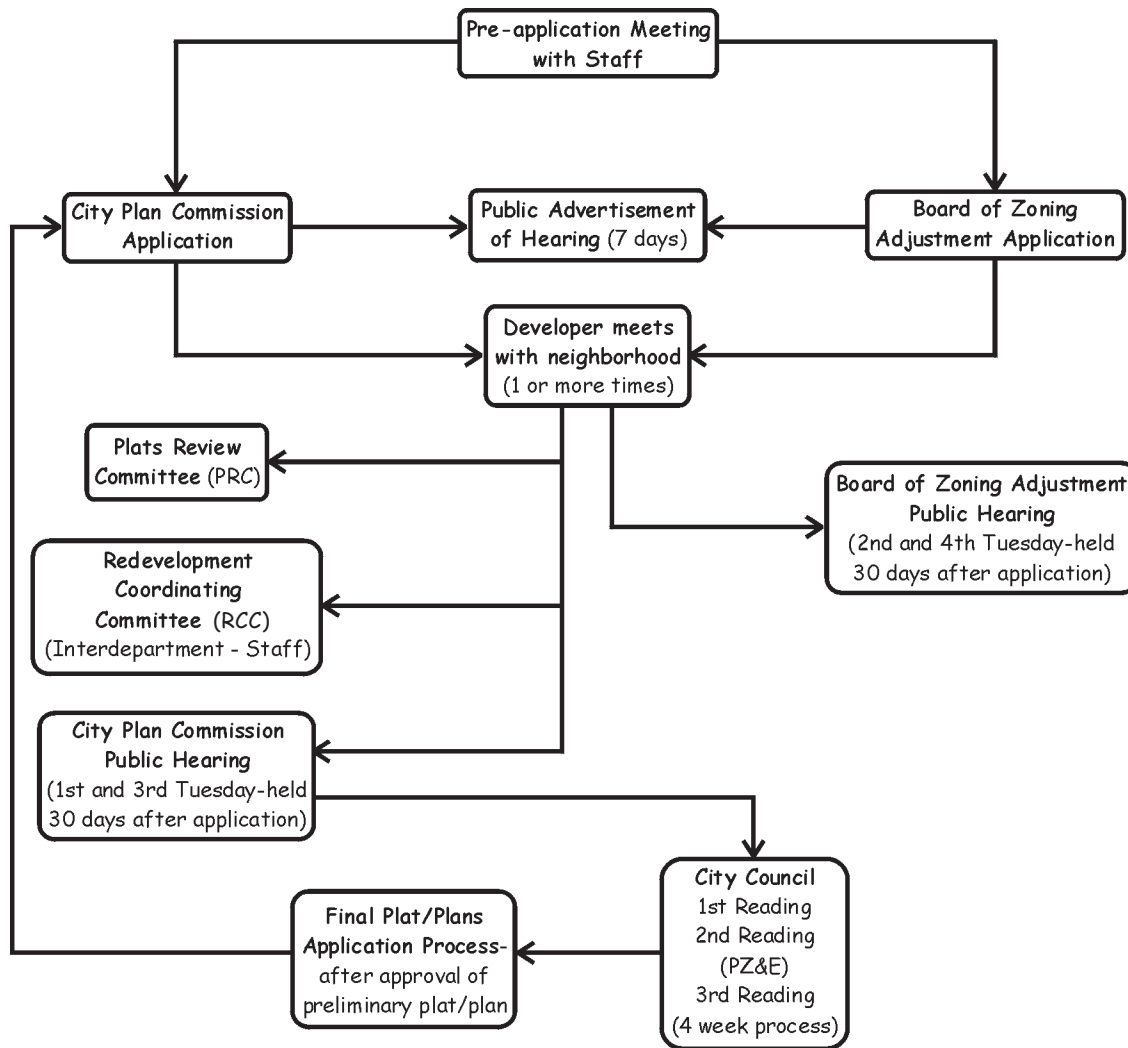 Pre-application Meeting
with Staff
City Plan Commission
Application
Public Advertisement
of Hearing (7 days)
Board of Zoning
Adjustment Application
Developer meets
with neighborhood
(1 or more times)
Plats Review
Committee (PRC)
Board of Zoning Adjustment
Public Hearing
(2nd and 4th Tuesday-held
30 days after application)
Redevelopment
Coordinating
Committee (RCC)
(Interdepartment - Staff)
City Plan Commission
Public Hearing
(1st and 3rd Tuesday-held
30 days after application)
City Council
1st Reading
2nd Reading
(PZ&E)
3rd Reading
(4 week process)
Final Plat/Plans
Application Process-
after approval of
preliminary plat/plan